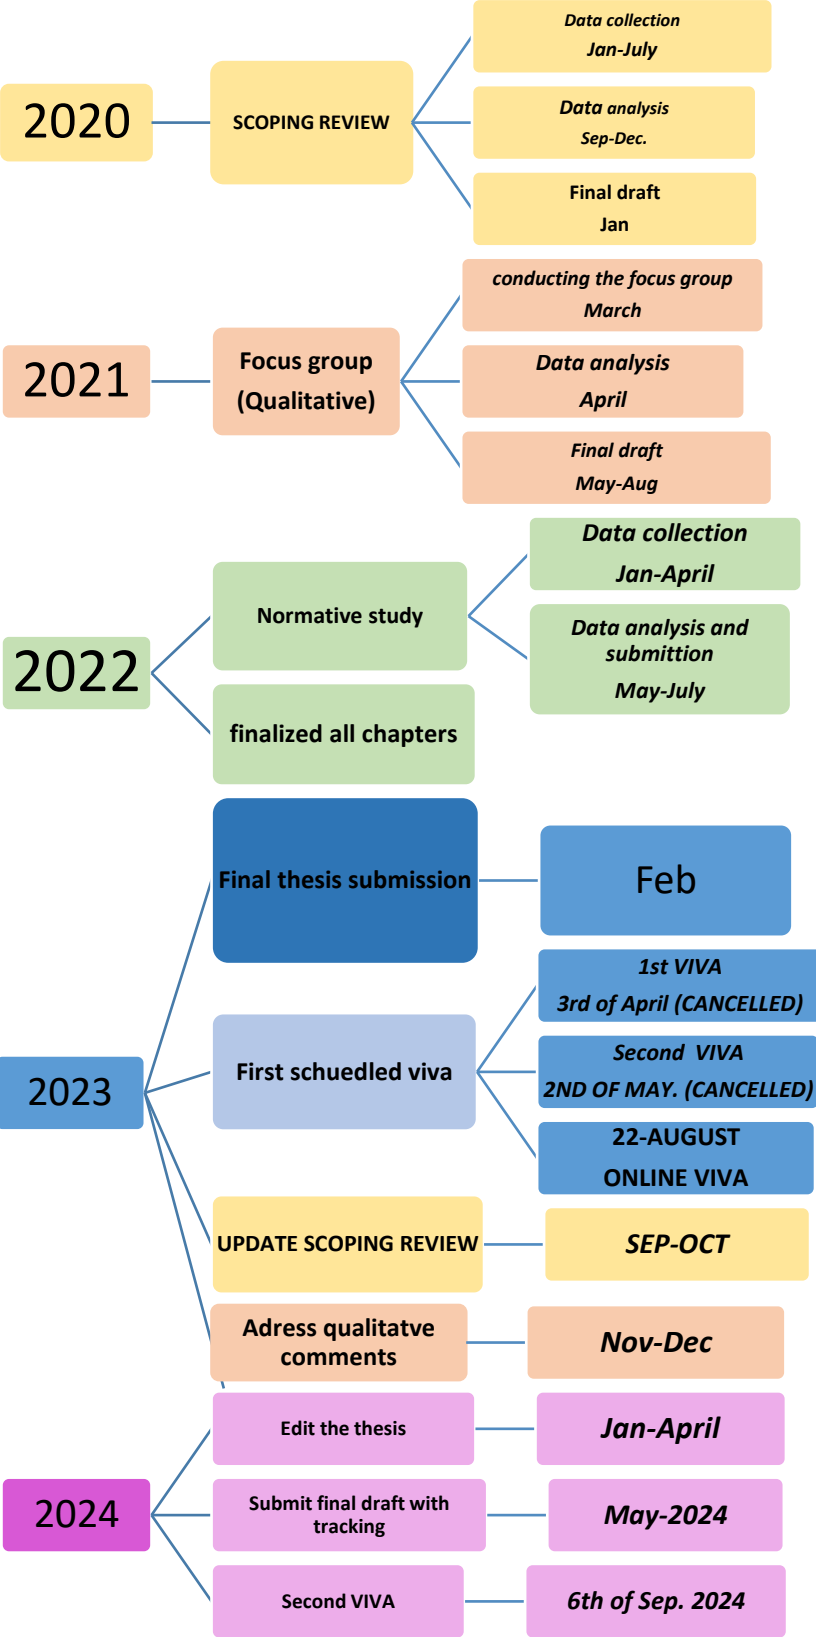 2020
SCOPING REVIEW
Data collection
Jan-July
Data analysis
Sep-Dec.
Final draft
Jan
2021
Focus group
(Qualitative)
conducting the focus group
March
Data analysis
April
Final draft
May-Aug
2022
Normative study
Data collection
Jan-April
Data analysis and
submittion
May-July
finalized all chapters
2023
Final thesis submission
Feb
First schuedled viva
1st VIVA
3rd of April (CANCELLED)
Second VIVA
2ND OF MAY. (CANCELLED)
22-AUGUST
ONLINE VIVA
UPDATE SCOPING REVIEW
SEP-OCT
Adress qualitatve
comments
Nov-Dec
2024
Edit the thesis
Jan-April
Submit final draft with
tracking
May-2024
Second VIVA
6th of Sep. 2024